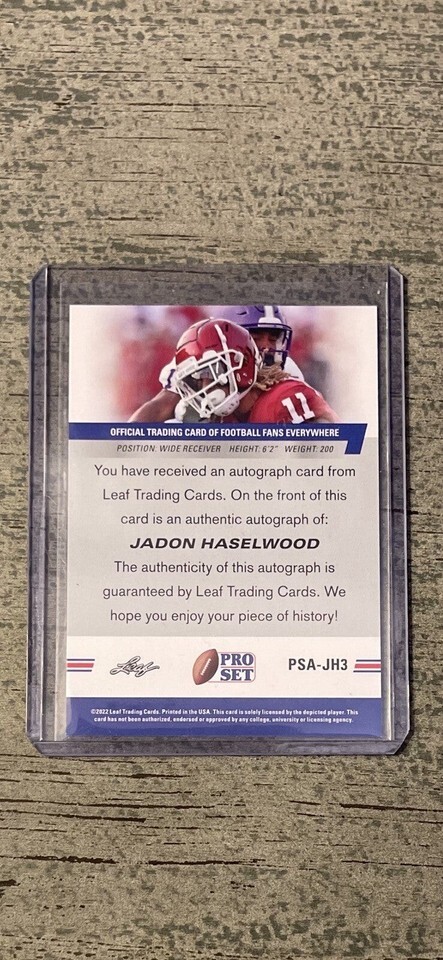 11
OFFICIAL TRADING CARD OF FOOTBALL FANS EVERYWHERE
POSITION: WIDE RECEIVER HEIGHT: 6'2" WEIGHT: 200
You have received an autograph card from
Leaf Trading Cards. On the front of this
card is an authentic autograph of:
JADON HASELWOOD
The authenticity of this autograph is
guaranteed by Leaf Trading Cards. We
hope you enjoy your piece of history!
Leaf
PRO
SET
PSA-JH3
©2022 Leaf Trading Cards. Printed in the USA. This card is solely licensed by the depicted player. This
card has not been authorized, endorsed or approved by any college, university or licensing agency.